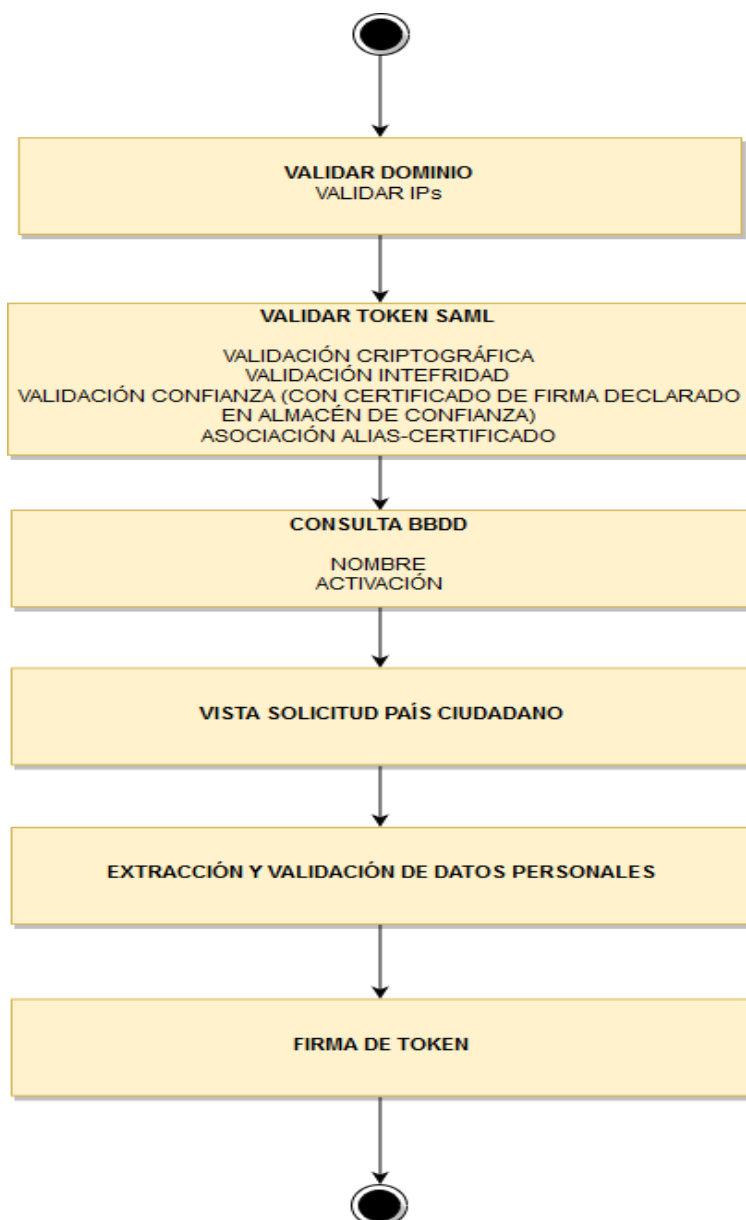 VALIDAR DOMINIO
VALIDAR IPs
VALIDAR TOKEN SAML
VALIDACIÓN CRIPTOGRÁFICA
VALIDACIÓN INTEFRIDAD
VALIDACIÓN CONFIANZA (CON CERTIFICADO DE FIRMA DECLARADO
EN ALMACÉN DE CONFIANZA)
ASOCIACIÓN ALIAS-CERTIFICADO
CONSULTA BBDD
NOMBRE
ACTIVACIÓN
VISTA SOLICITUD PAÍS CIUDADANO
EXTRACCIÓN Y VALIDACIÓN DE DATOS PERSONALES
FIRMA DE TOKEN